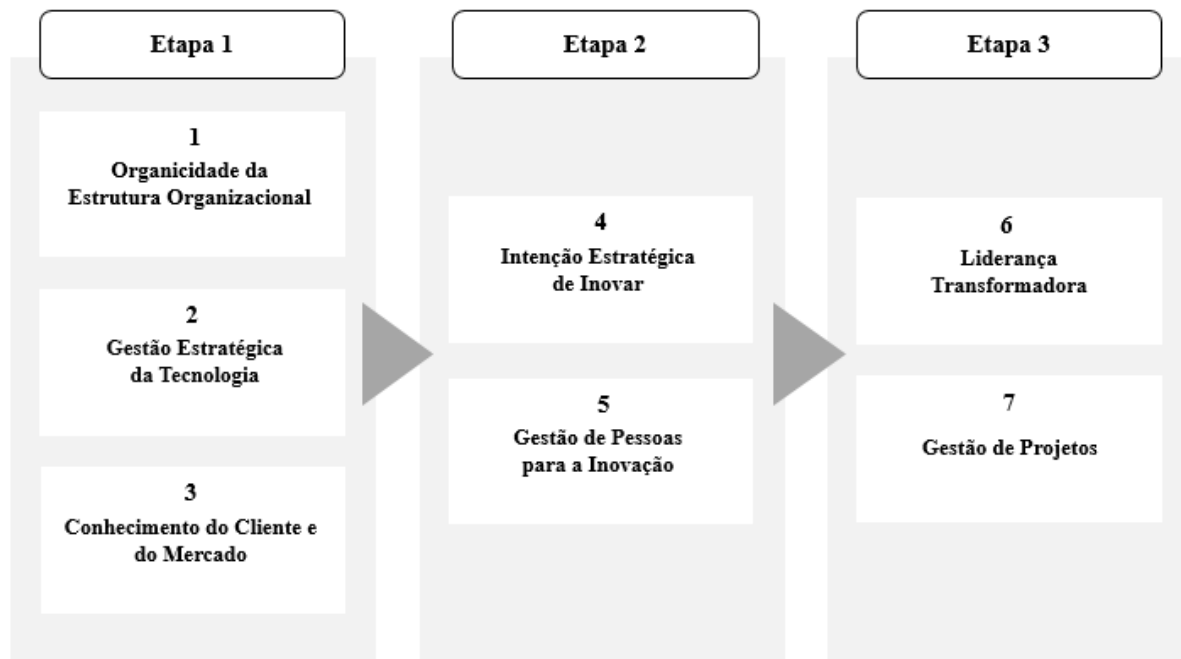 Etapa 1
1
Organicidade da
Estrutura Organizacional
2
Gestão Estratégica
da Tecnologia
3
Conhecimento do Cliente e
do Mercado
Etapa 2
4
Intenção Estratégica
de Inovar
5
Gestão de Pessoas
para a Inovação
Etapa 3
6
Liderança
Transformadora
7
Gestão de Projetos